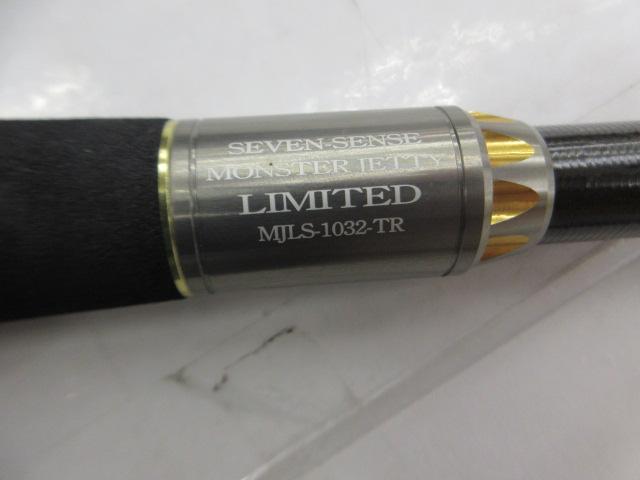 SEVEN-SENSE
MONSTER JETTY
LIMITED
MJLS-1032-TR